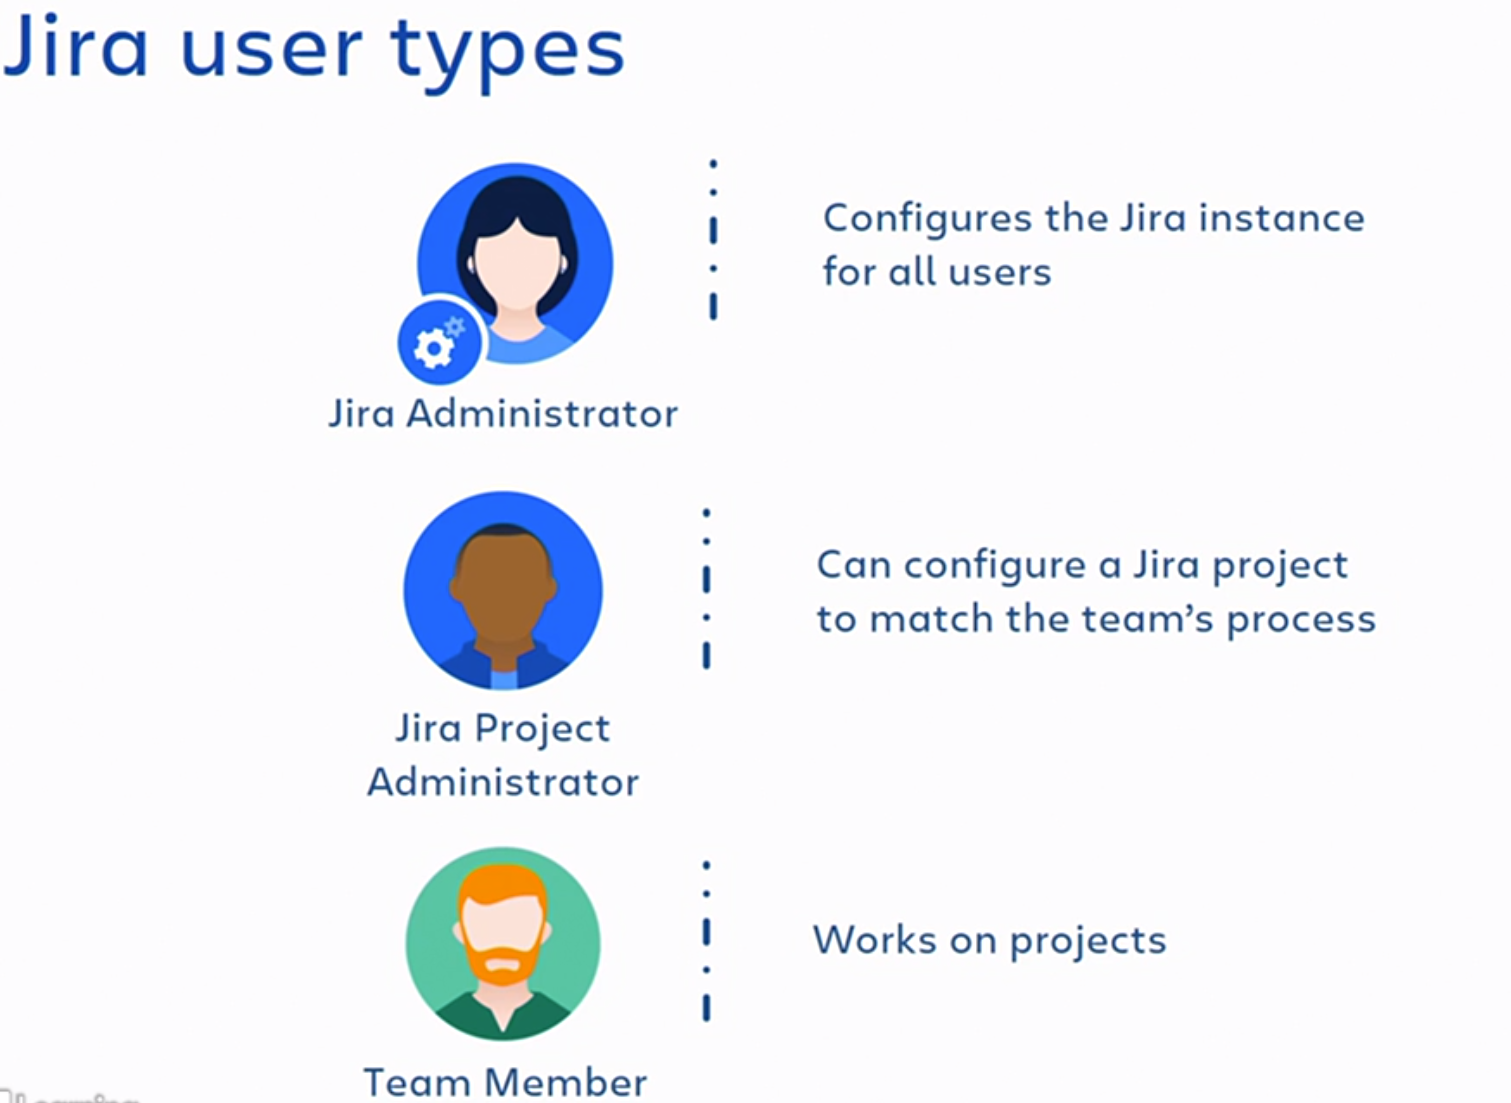 Jira user types
Configures the Jira instance
for all users
Jira Administrator
Can configure a Jira project
to match the team's process
Jira Project
Administrator
Works on projects
Team Member